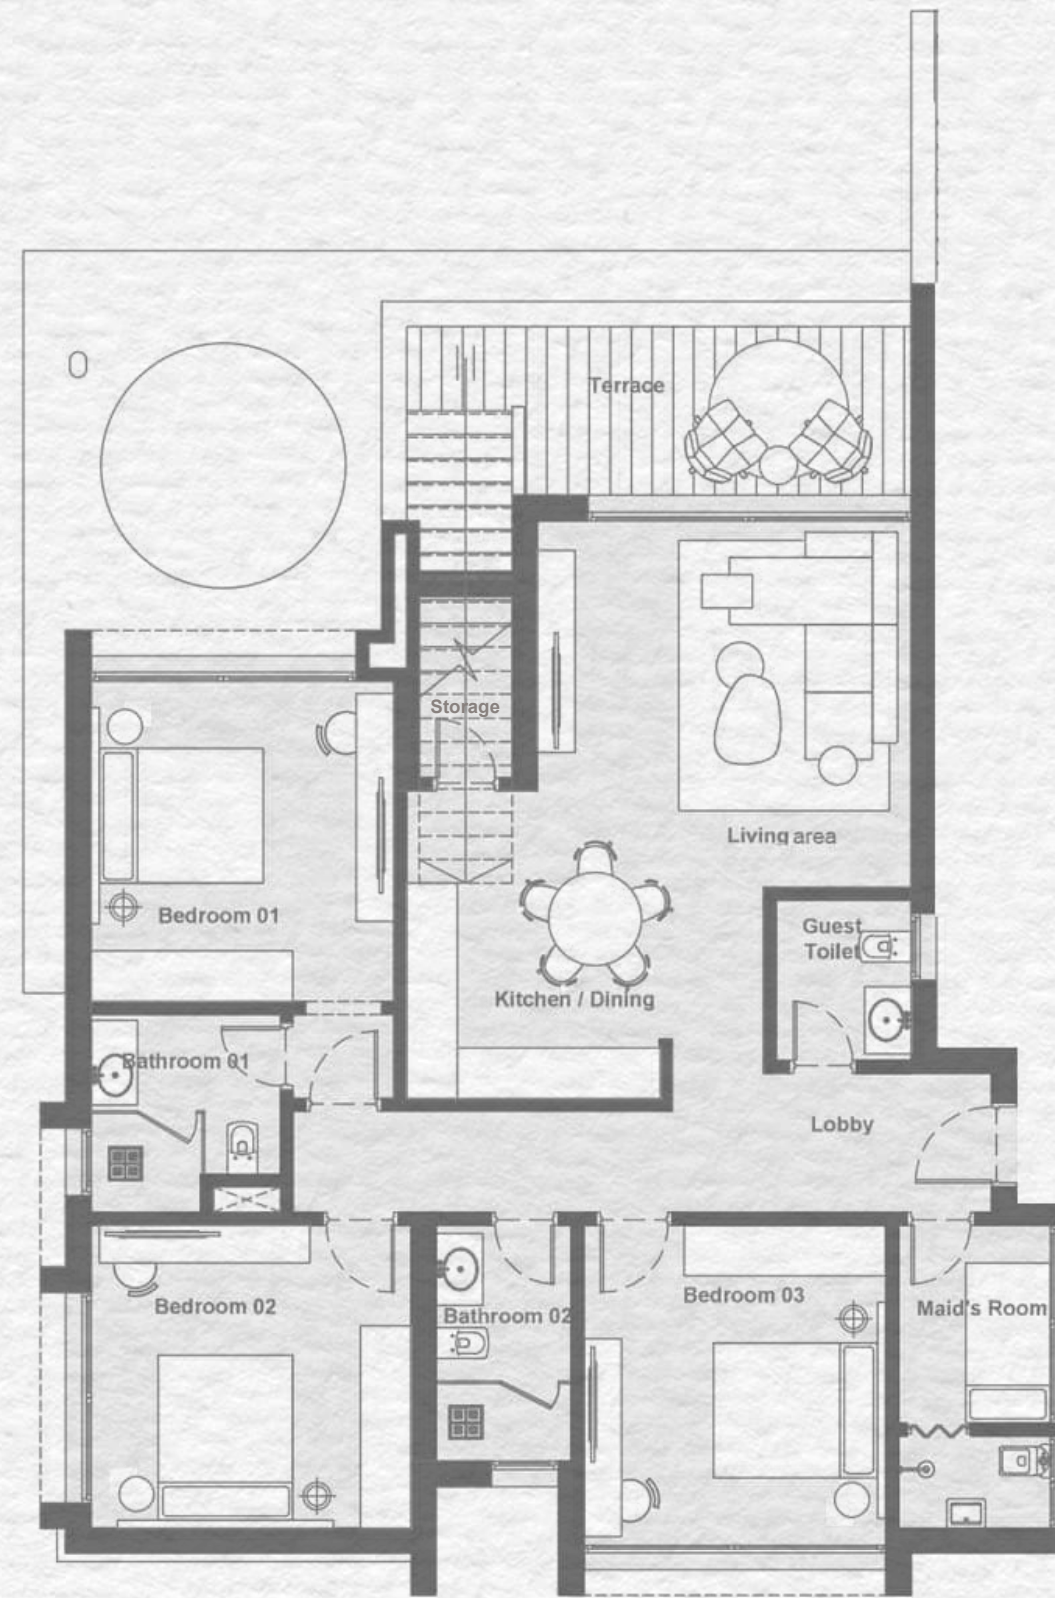 Terrace
Storage
Living area
Bedroom 01
Guest
Toilet
Kitchen / Dining
Bathroom 01
Lobby
Bedroom 02
Bathroom 02
Bedroom 03
Maid's Room